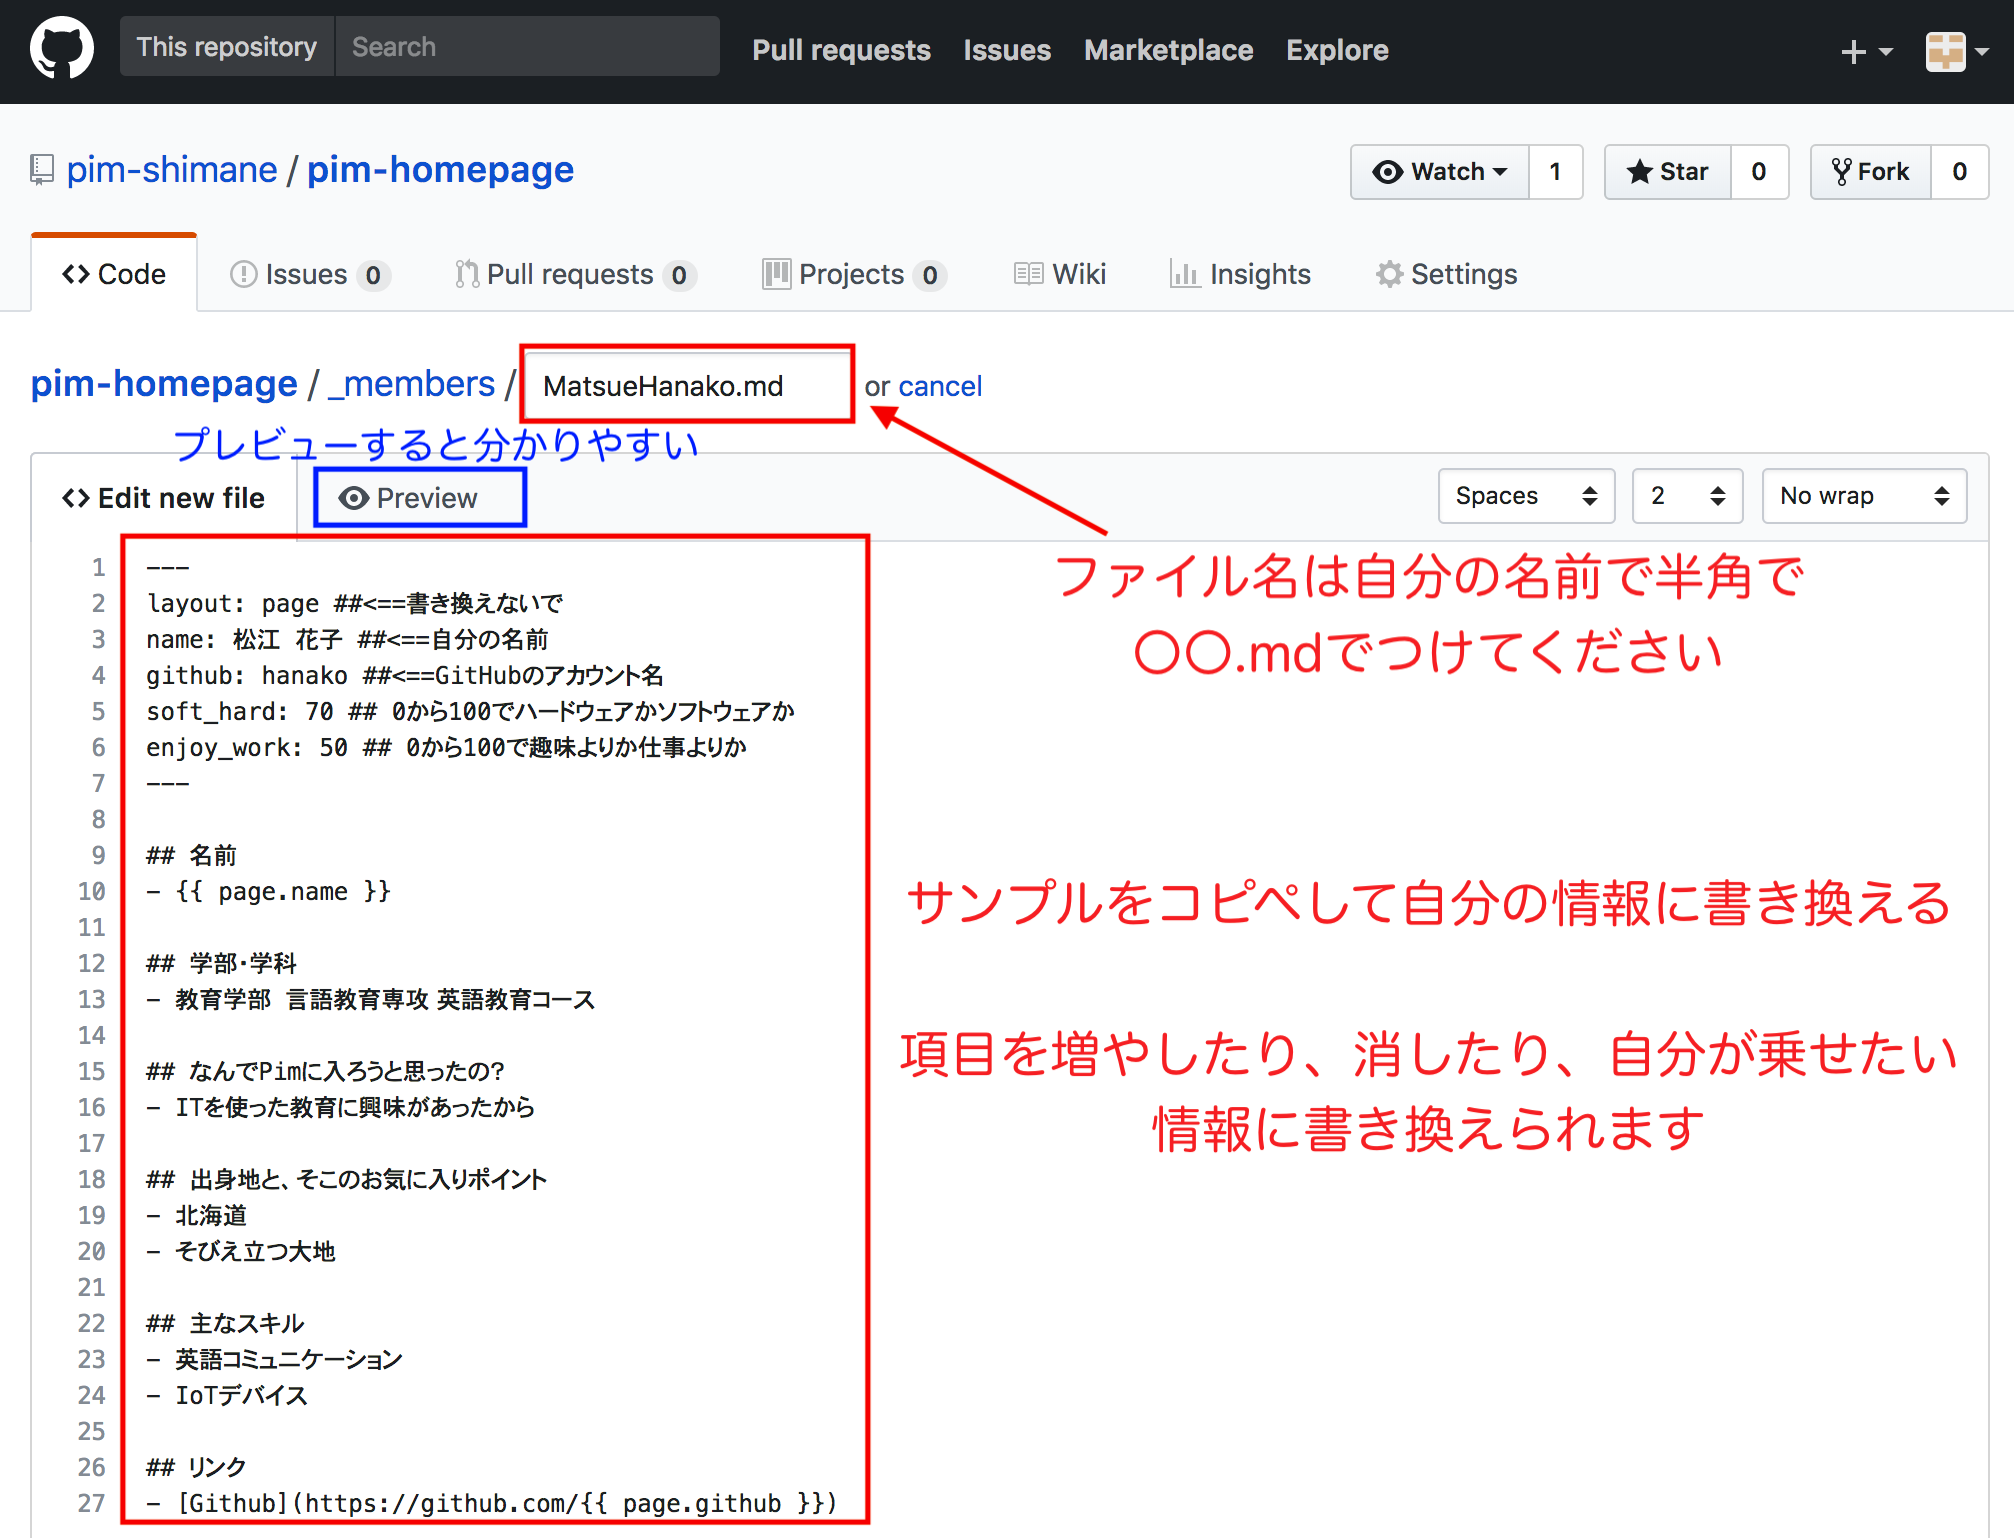 This repository Search Pull requests Issues Marketplace Explore
pim-shimane / pim-homepage Watch 1 Star 0 Fork 0
Code Issues 0 Pull requests 0 Projects 0 Wiki Insights Settings
pim-homepage / _members / MatsueHanako.md or cancel
プレビューすると分かりやすい
Edit new file Preview Spaces 2 No wrap
ファイル名は自分の名前で半角で
〇〇.mdでつけてください
1 ---
2 layout: page ##<==書き換えないで
3 name: 松江 花子 ##<==自分の名前
4 github: hanako ##<==GitHubのアカウント名
5 soft_hard: 70 ## 0から100でハードウェアかソフトウェアか
6 enjoy_work: 50 ## 0から100で趣味よりか仕事よりか
7 ---
8
9 ## 名前
10 - {{ page.name }}
11
12 ## 学部・学科
13 - 教育学部 言語教育専攻 英語教育コース
14
15 ## なんでPimに入ろうと思ったの?
16 - ITを使った教育に興味があったから
17
18 ## 出身地と、そこのお気に入りポイント
19 - 北海道
20 - そびえ立つ大地
21
22 ## 主なスキル
23 - 英語コミュニケーション
24 - IoTデバイス
25
26 ## リンク
27 - [Github](https://github.com/{{ page.github }})
サンプルをコピペして自分の情報に書き換える
項目を増やしたり、消したり、自分が乗せたい
情報に書き換えられます